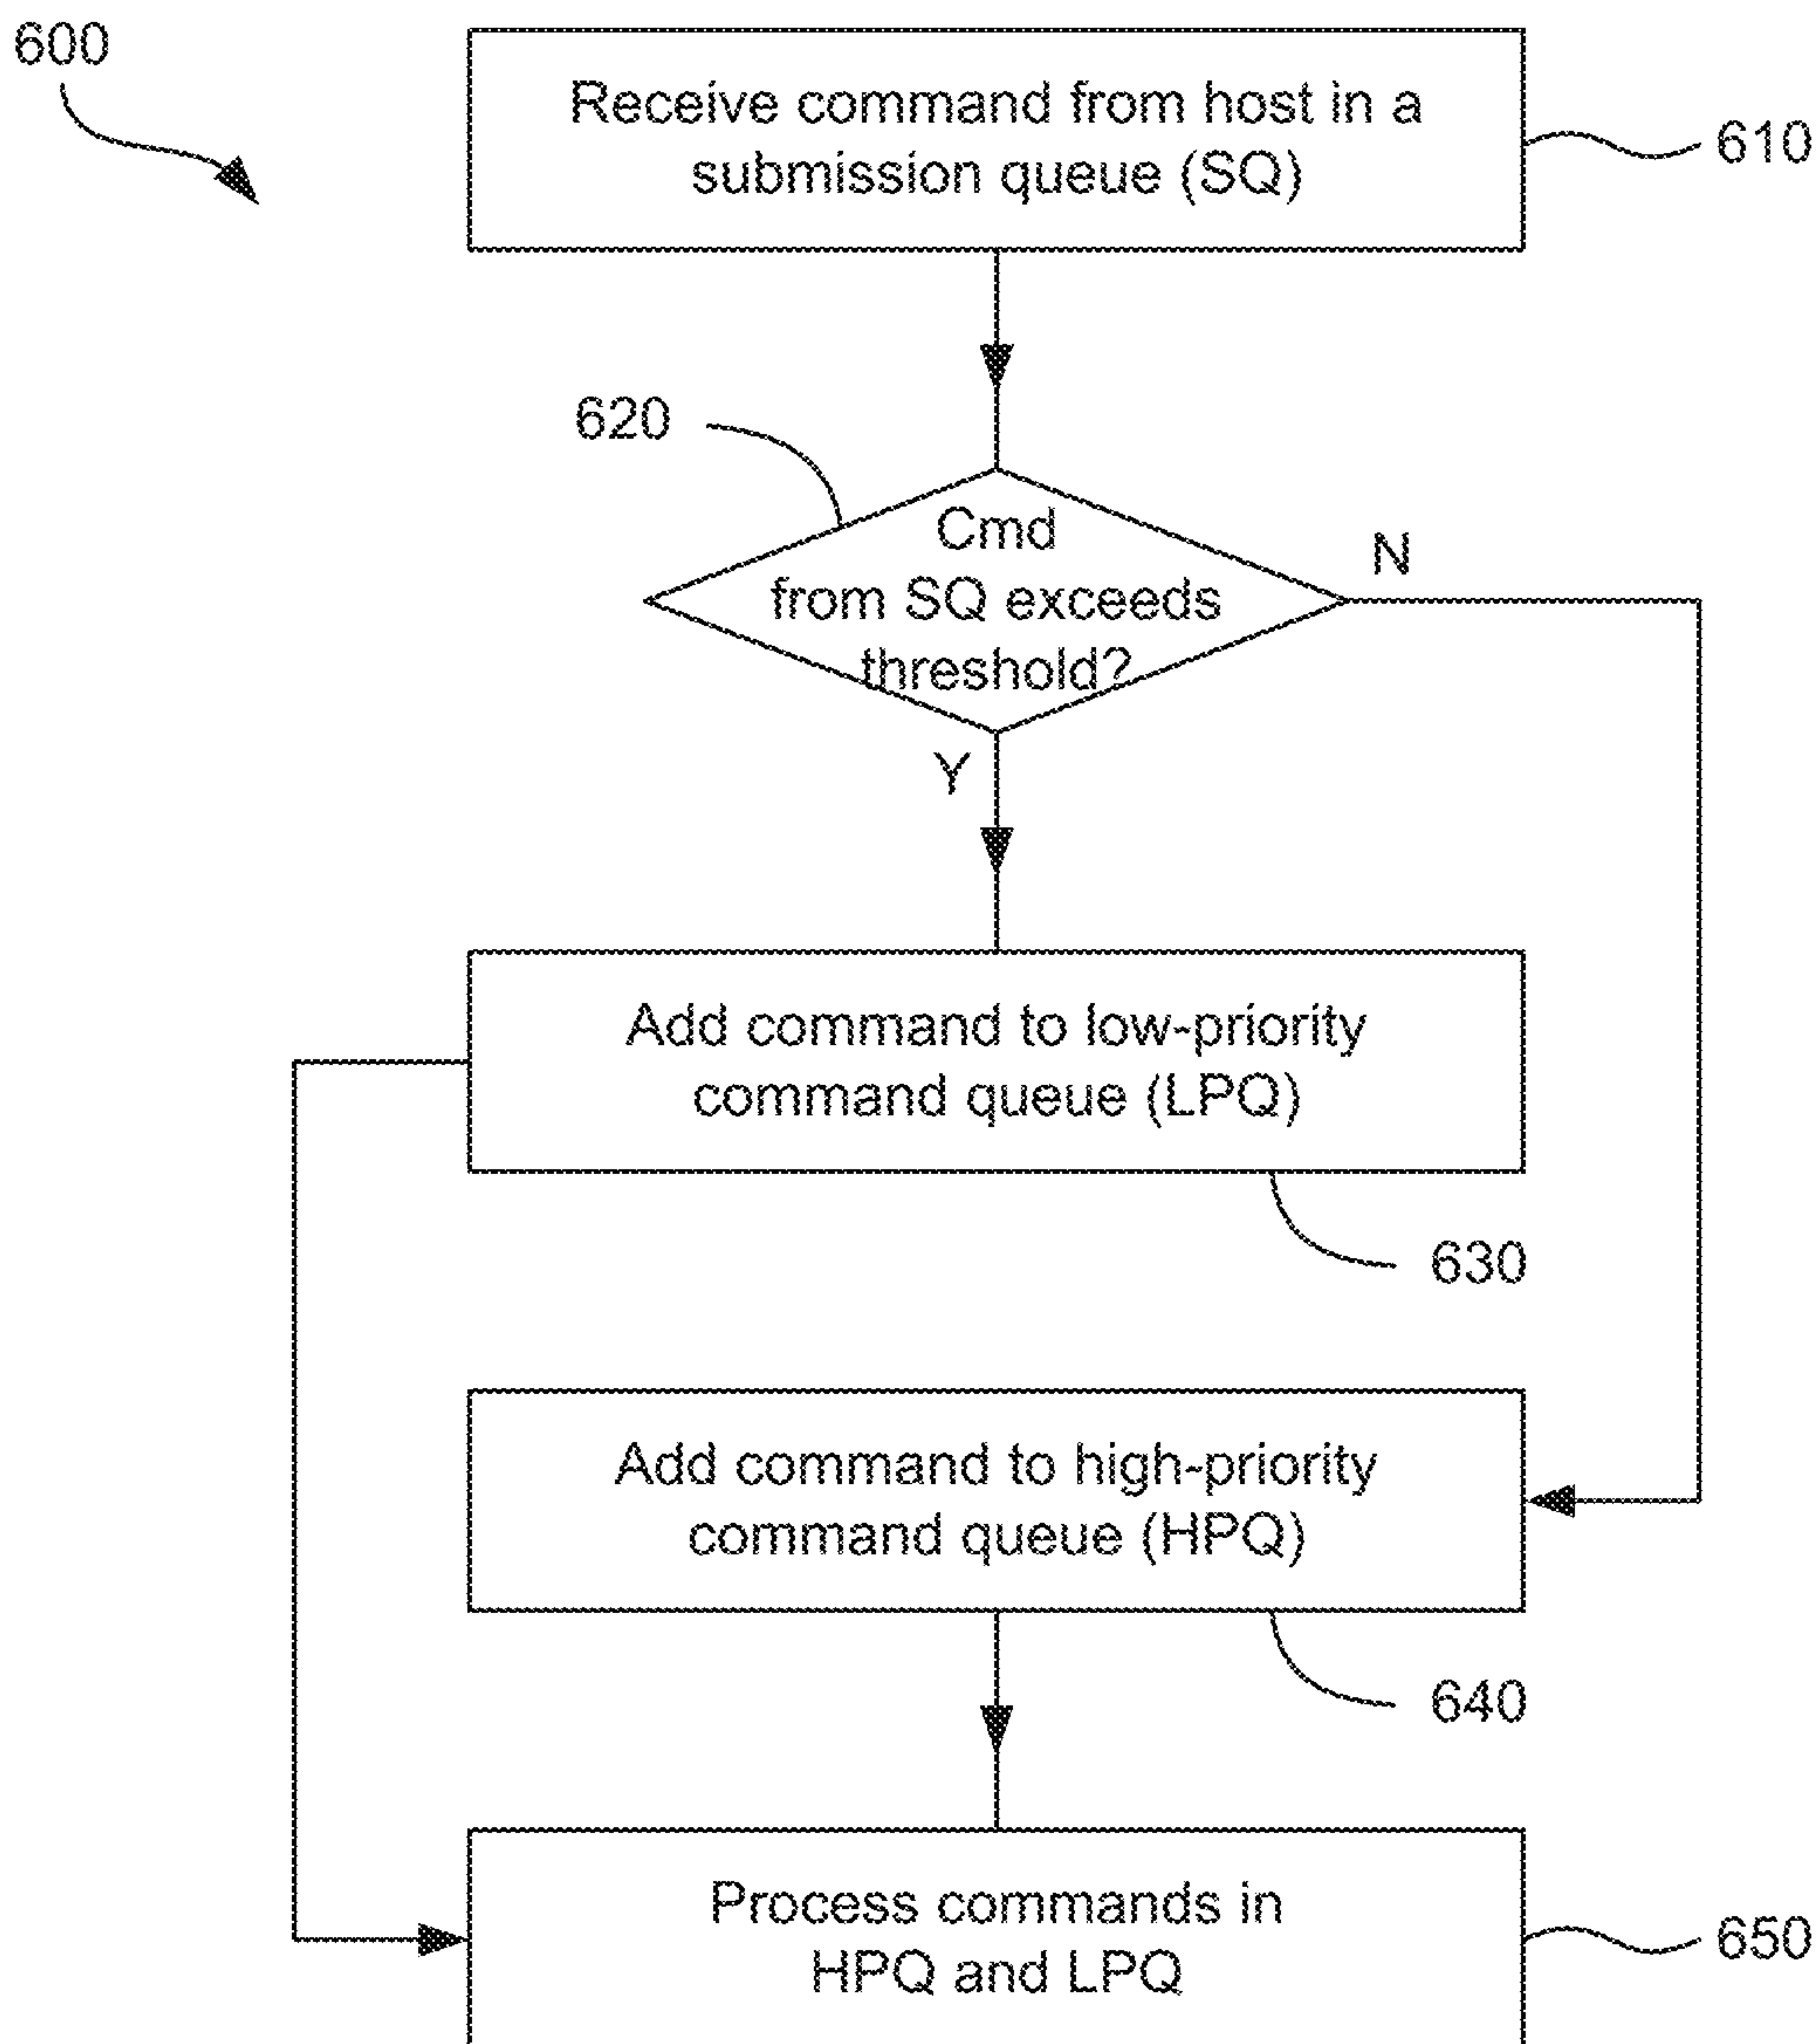 600
Receive command from host in a
submission queue (SQ)
610
620
Cmd
from SQ exceeds
threshold?
N
Y
Add command to low-priority
command queue (LPQ)
630
Add command to high-priority
command queue (HPQ)
640
Process commands in
HPQ and LPQ
650